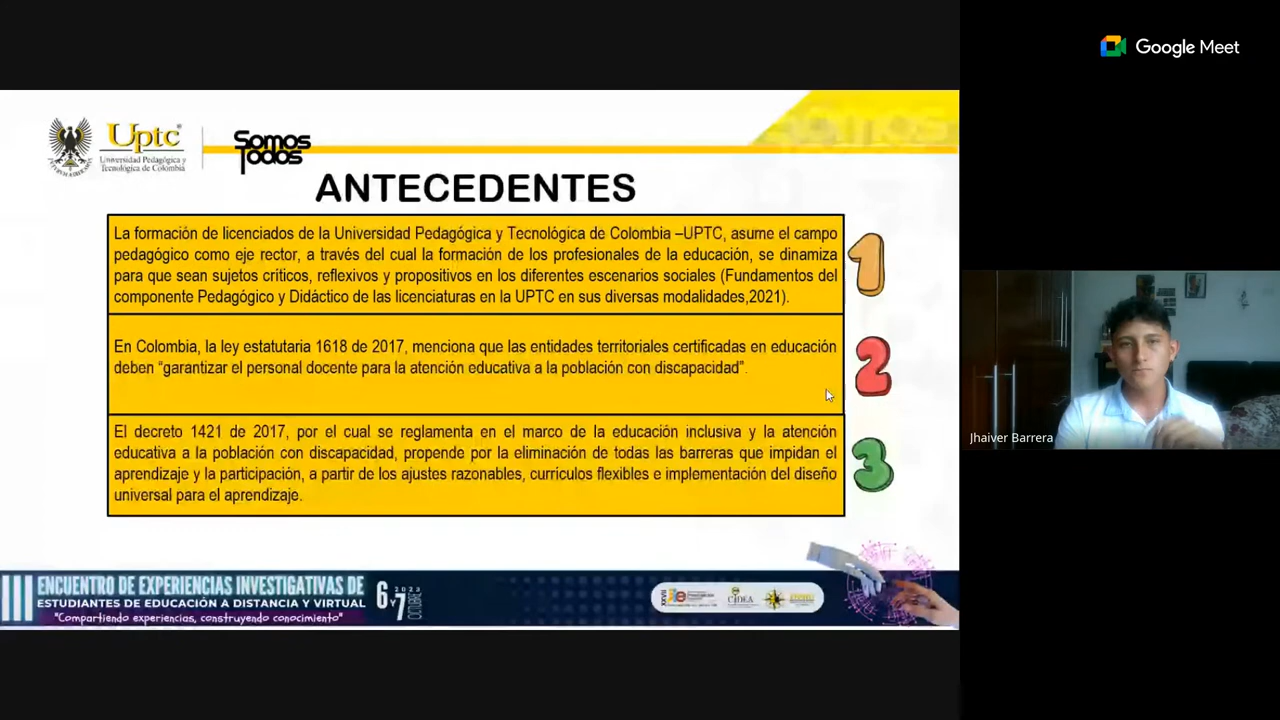 Google Meet
Uptc
Universidad Pedagógica y
Tecnológica de Colombia
Somos
Todos
ANTECEDENTES
La formación de licenciados de la Universidad Pedagógica y Tecnológica de Colombia –UPTC, asume el campo
pedagógico como eje rector, a través del cual la formación de los profesionales de la educación, se dinamiza
para que sean sujetos críticos, reflexivos y propositivos en los diferentes escenarios sociales (Fundamentos del
componente Pedagógico y Didáctico de las licenciaturas en la UPTC en sus diversas modalidades,2021).
1
En Colombia, la ley estatutaria 1618 de 2017, menciona que las entidades territoriales certificadas en educación
deben “garantizar el personal docente para la atención educativa a la población con discapacidad”.
2
El decreto 1421 de 2017, por el cual se reglamenta en el marco de la educación inclusiva y la atención
educativa a la población con discapacidad, propende por la eliminación de todas las barreras que impidan el
aprendizaje y la participación, a partir de los ajustes razonables, currículos flexibles e implementación del diseño
universal para el aprendizaje.
3
Jhaiver Barrera
III ENCUENTRO DE EXPERIENCIAS INVESTIGATIVAS DE
ESTUDIANTES DE EDUCACIÓN A DISTANCIA Y VIRTUAL
"Compartiendo experiencias, construyendo conocimiento"
6 Y 7 OCTUBRE 2023
CIDEA